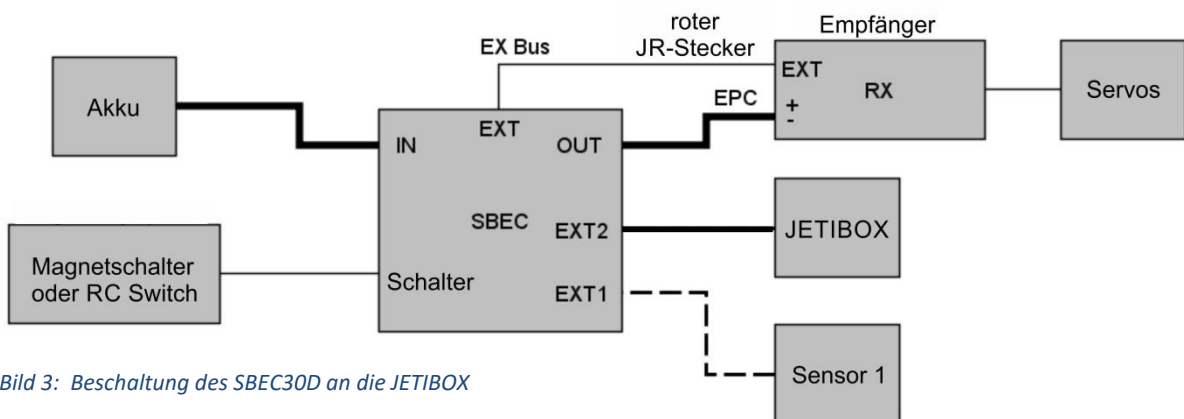 roter
JR-Stecker
Empfänger
EX Bus
Akku
EXT
RX
+
-
Servos
EPC
IN
EXT
OUT
SBEC
EXT2
JETIBOX
Magnetschalter
oder RC Switch
Schalter
EXT1
Sensor 1
Bild 3: Beschaltung des SBEC30D an die JETIBOX